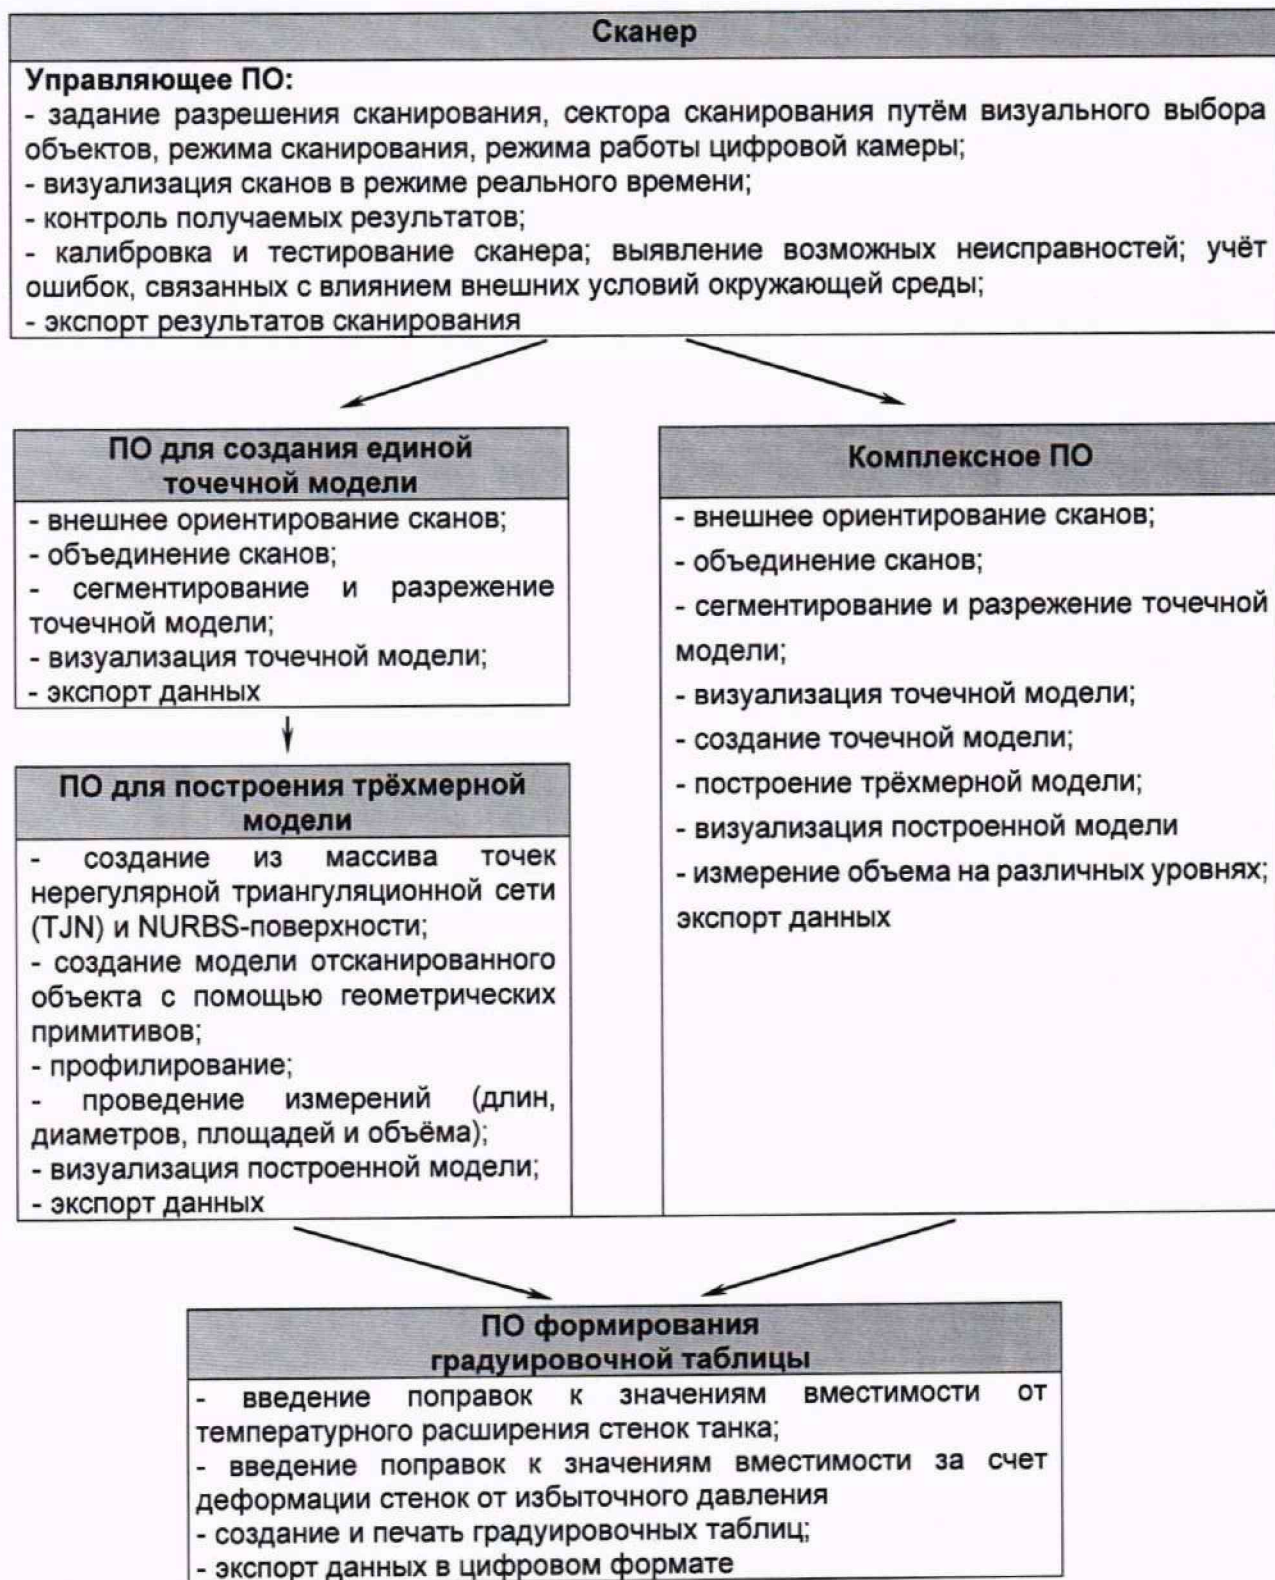 Сканер
Управляющее ПО:
- задание разрешения сканирования, сектора сканирования путём визуального выбора
объектов, режима сканирования, режима работы цифровой камеры;
- визуализация сканов в режиме реального времени;
- контроль получаемых результатов;
- калибровка и тестирование сканера; выявление возможных неисправностей; учёт
ошибок, связанных с влиянием внешних условий окружающей среды;
- экспорт результатов сканирования
ПО для создания единой
точечной модели
- внешнее ориентирование сканов;
- объединение сканов;
- сегментирование и разрежение
точечной модели;
- визуализация точечной модели;
- экспорт данных
ПО для построения трёхмерной
модели
- создание из массива точек
нерегулярной триангуляционной сети
(TJN) и NURBS-поверхности;
- создание модели отсканированного
объекта с помощью геометрических
примитивов;
- профилирование;
- проведение измерений (длин,
диаметров, площадей и объёма);
- визуализация построенной модели;
- экспорт данных
Комплексное ПО
- внешнее ориентирование сканов;
- объединение сканов;
- сегментирование и разрежение точечной
модели;
- визуализация точечной модели;
- создание точечной модели;
- построение трёхмерной модели;
- визуализация построенной модели
- измерение объема на различных уровнях;
экспорт данных
ПО формирования
градуировочной таблицы
- введение поправок к значениям вместимости от
температурного расширения стенок танка;
- введение поправок к значениям вместимости за счет
деформации стенок от избыточного давления
- создание и печать градуировочных таблиц;
- экспорт данных в цифровом формате